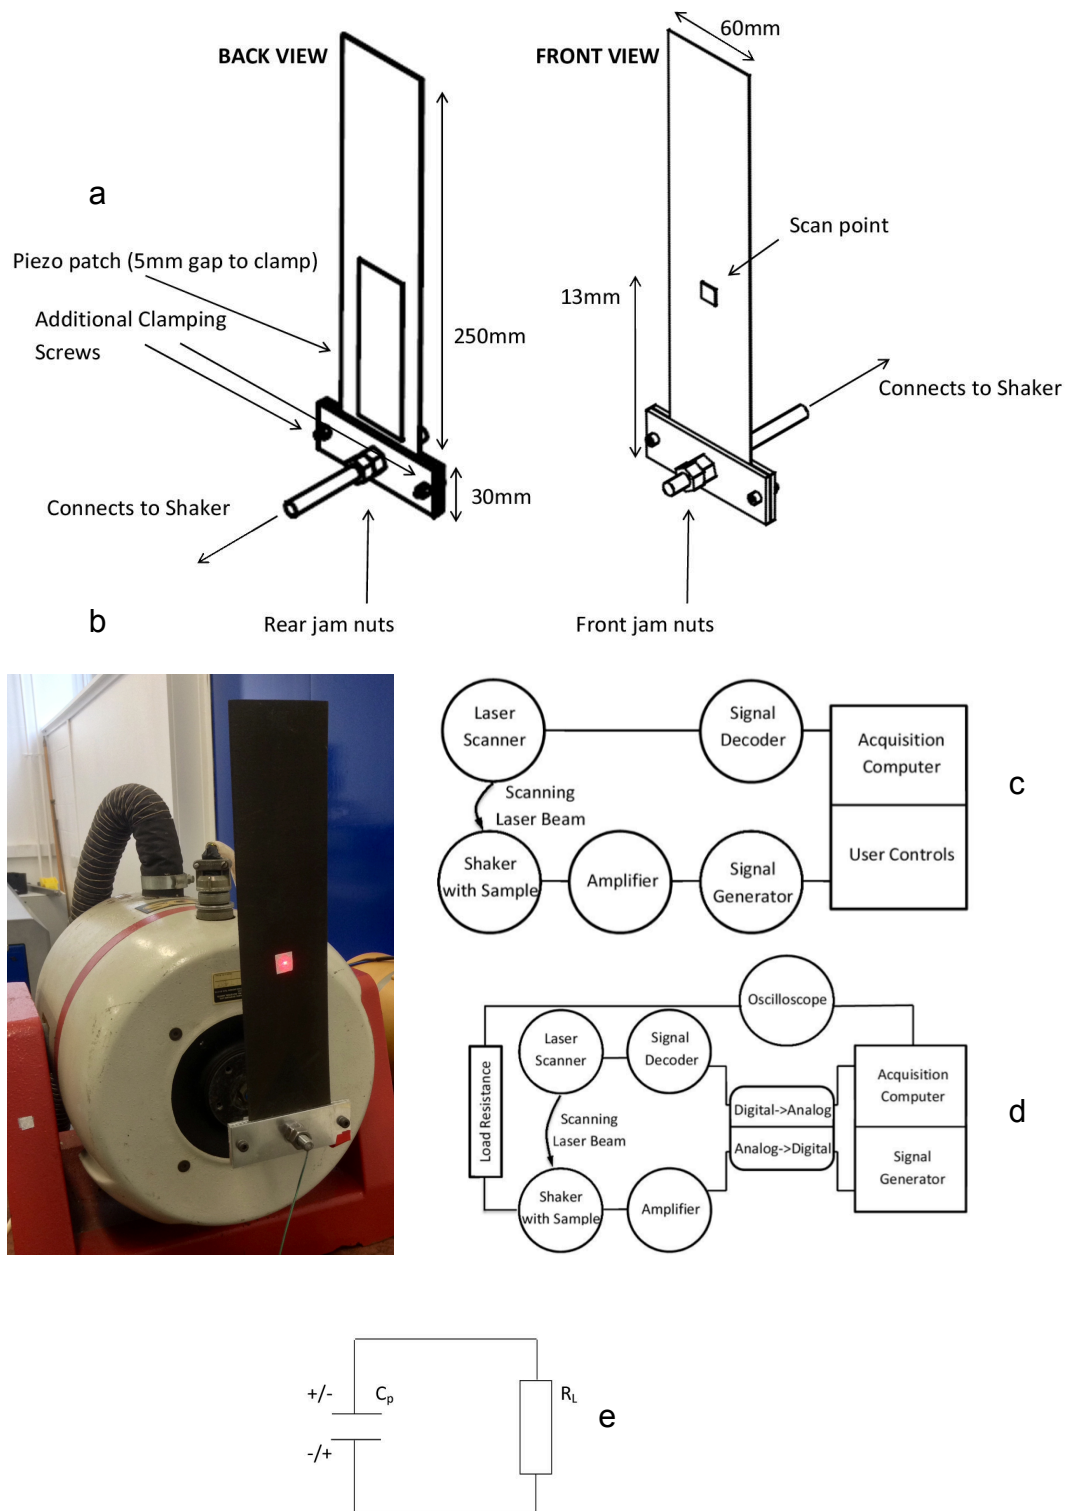 BACK VIEW
FRONT VIEW
60mm
a
Scan point
Piezo patch (5mm gap to clamp)
13mm
Additional Clamping
Screws
250mm
Connects to Shaker
30mm
Connects to Shaker
b
Rear jam nuts
Front jam nuts
Laser
Scanner
Signal
Decoder
Acquisition
Computer
c
Scanning
Laser Beam
User Controls
Shaker
with Sample
Amplifier
Signal
Generator
Oscilloscope
Laser
Scanner
Signal
Decoder
Acquisition
Computer
Load Resistance
Digital->Analog
d
Scanning
Laser Beam
Analog->Digital
Signal
Generator
Shaker
with Sample
Amplifier
+/-
Cp
RL
e
-/+